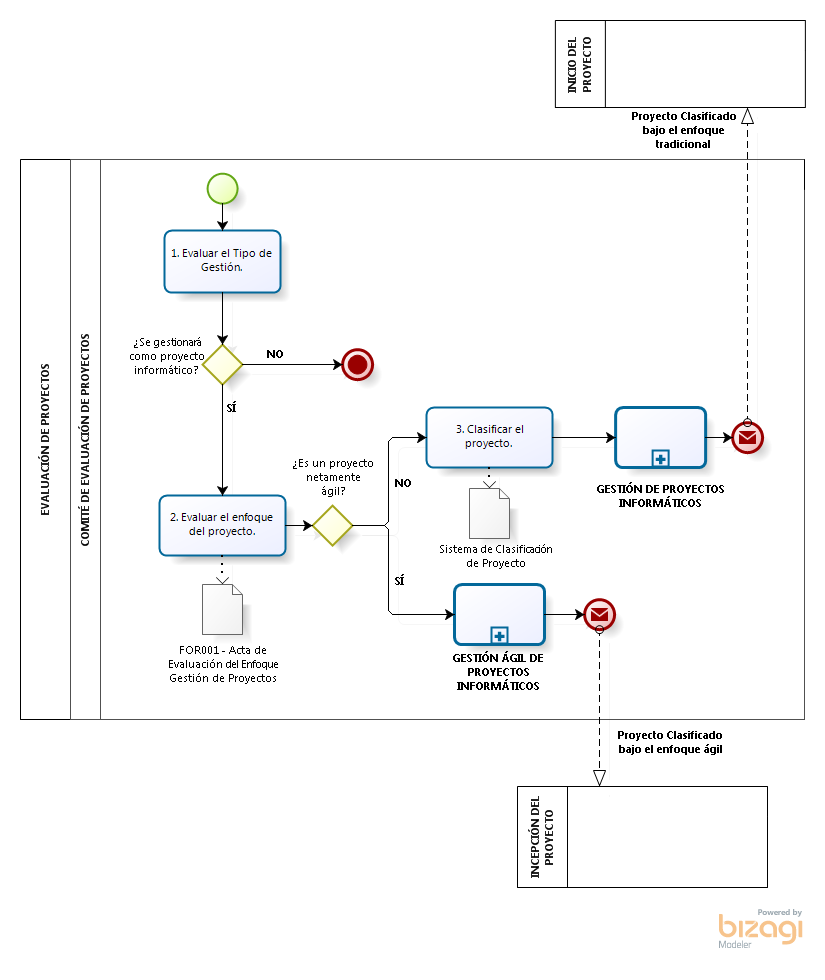 INICIO DEL
PROYECTO
Proyecto Clasificado
bajo el enfoque
tradicional
EVALUACIÓN DE PROYECTOS
COMITÉ DE EVALUACIÓN DE PROYECTOS
1. Evaluar el Tipo de
Gestión.
¿Se gestionará
como proyecto
informático?
NO
SÍ
2. Evaluar el enfoque
del proyecto.
FOR001 - Acta de
Evaluación del Enfoque
Gestión de Proyectos
¿Es un proyecto
netamente
ágil?
NO
3. Clasificar el
proyecto.
Sistema de Clasificación
de Proyecto
GESTIÓN DE PROYECTOS
INFORMÁTICOS
SÍ
GESTIÓN ÁGIL DE
PROYECTOS
INFORMÁTICOS
Proyecto Clasificado
bajo el enfoque ágil
INCEPCIÓN DEL
PROYECTO
Powered by
bizagi
Modeler